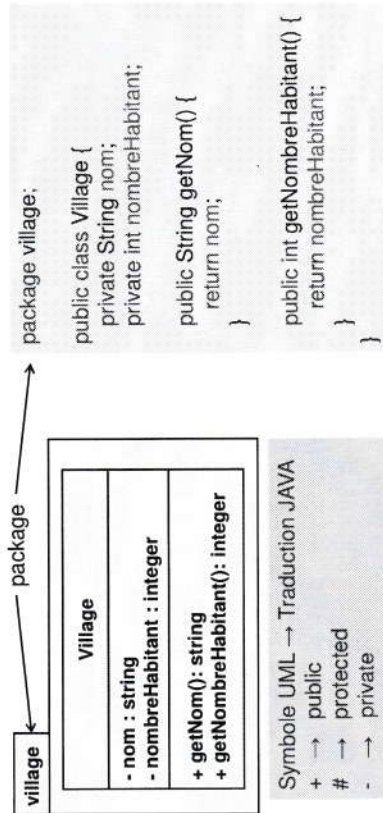 package
village
Village
- nom : string
- nombreHabitant : integer
+ getNom(): string
+ getNombreHabitant(): integer
Symbole UML → Traduction JAVA
+ → public
# → protected
- → private
package village;
public class Village {
private String nom;
private int nombreHabitant;
public String getNom() {
return nom;
}
public int getNombreHabitant() {
return nombreHabitant;
}
}